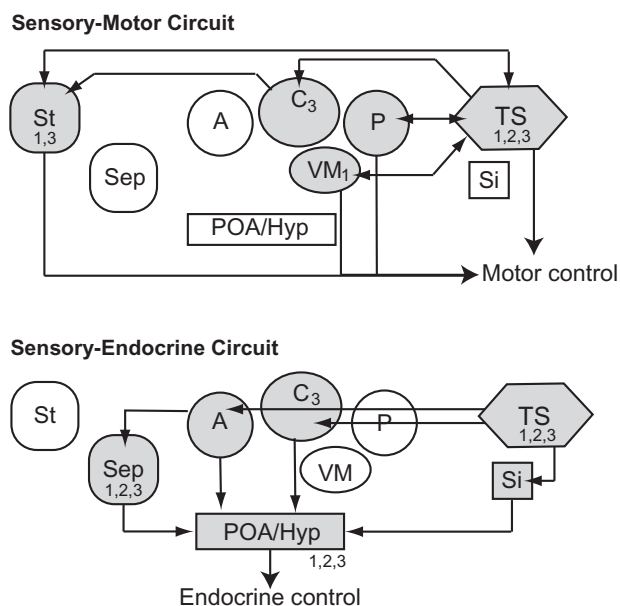 Sensory-Motor Circuit
St
1,3
A
C3
P
TS
1,2,3
Sep
VM1
Si
POA/Hyp
Motor control
Sensory-Endocrine Circuit
St
A
C3
P
TS
1,2,3
Sep
1,2,3
VM
Si
POA/Hyp
1,2,3
Endocrine control